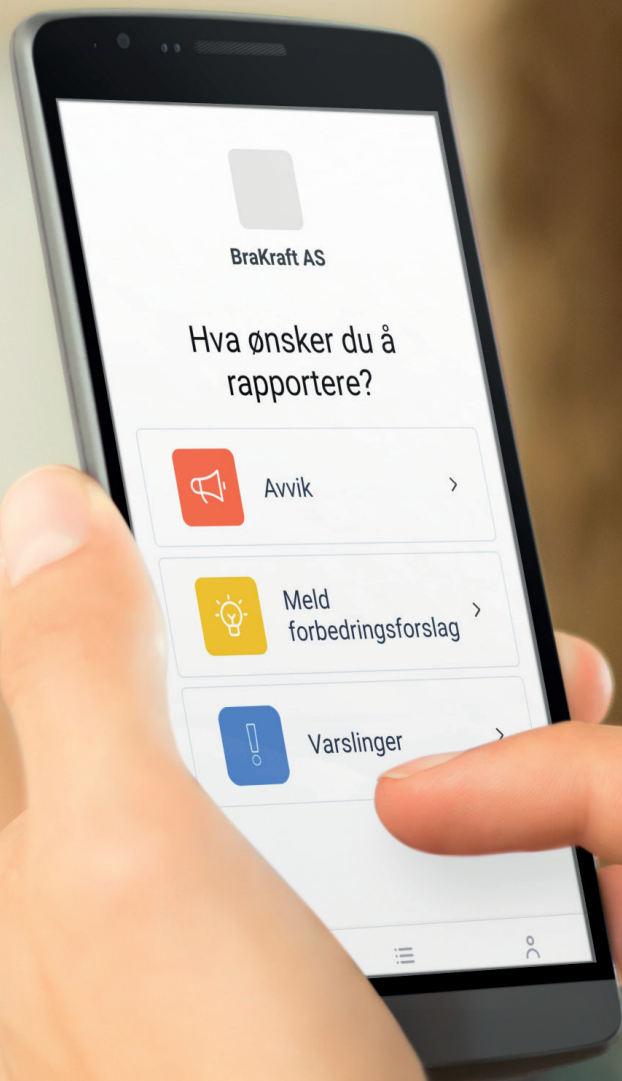 BraKraft AS
Hva ønsker du å
rapportere?
Avvik
Meld
forbedringsforslag
Varslinger